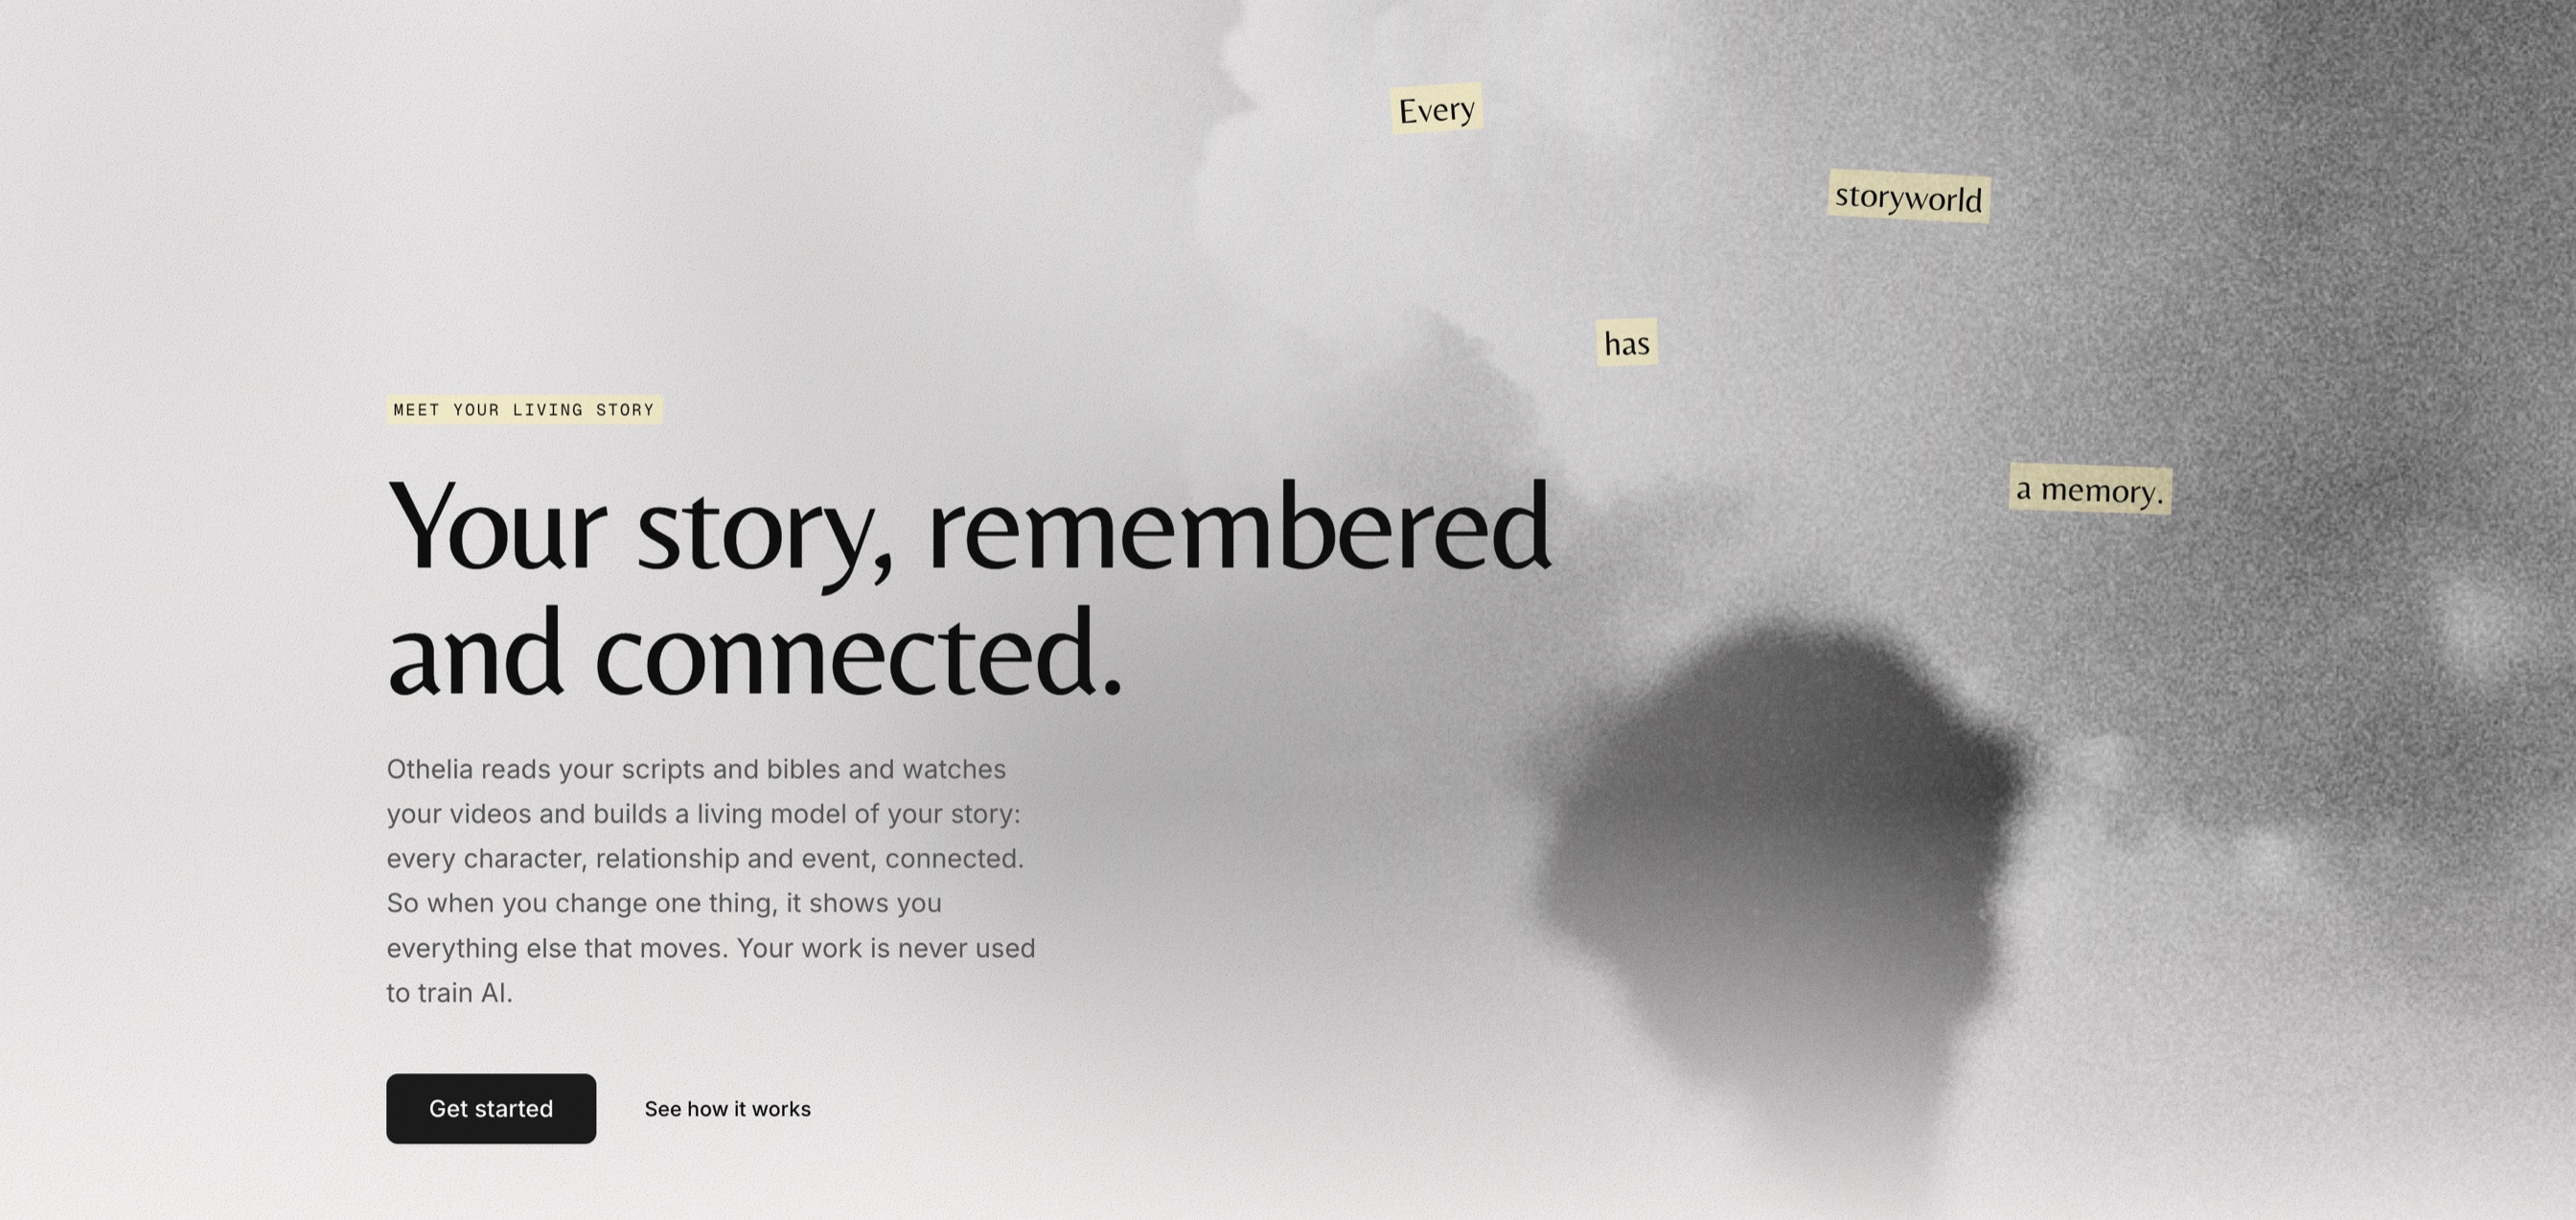 Every
storyworld
has
a memory.
MEET YOUR LIVING STORY
Your story, remembered
and connected.
Othelia reads your scripts and bibles and watches
your videos and builds a living model of your story:
every character, relationship and event, connected.
So when you change one thing, it shows you
everything else that moves. Your work is never used
to train AI.
Get started
See how it works